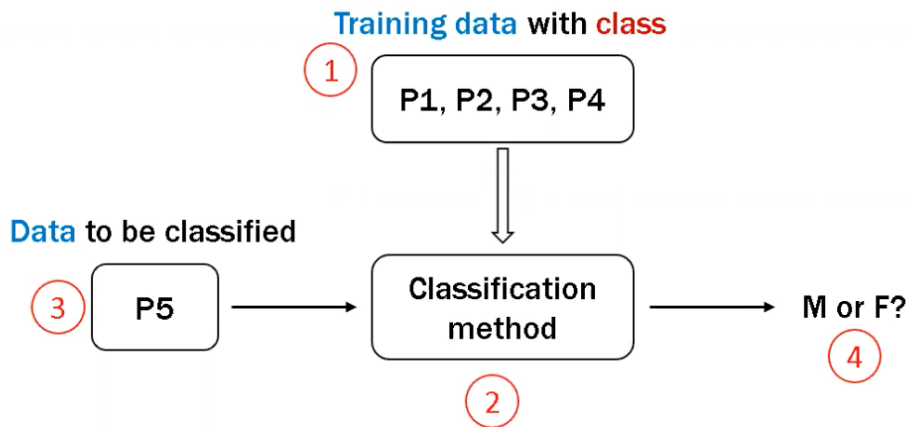 Training data with class
1
P1, P2, P3, P4
Data to be classified
3
P5
Classification
method
2
M or F?
4